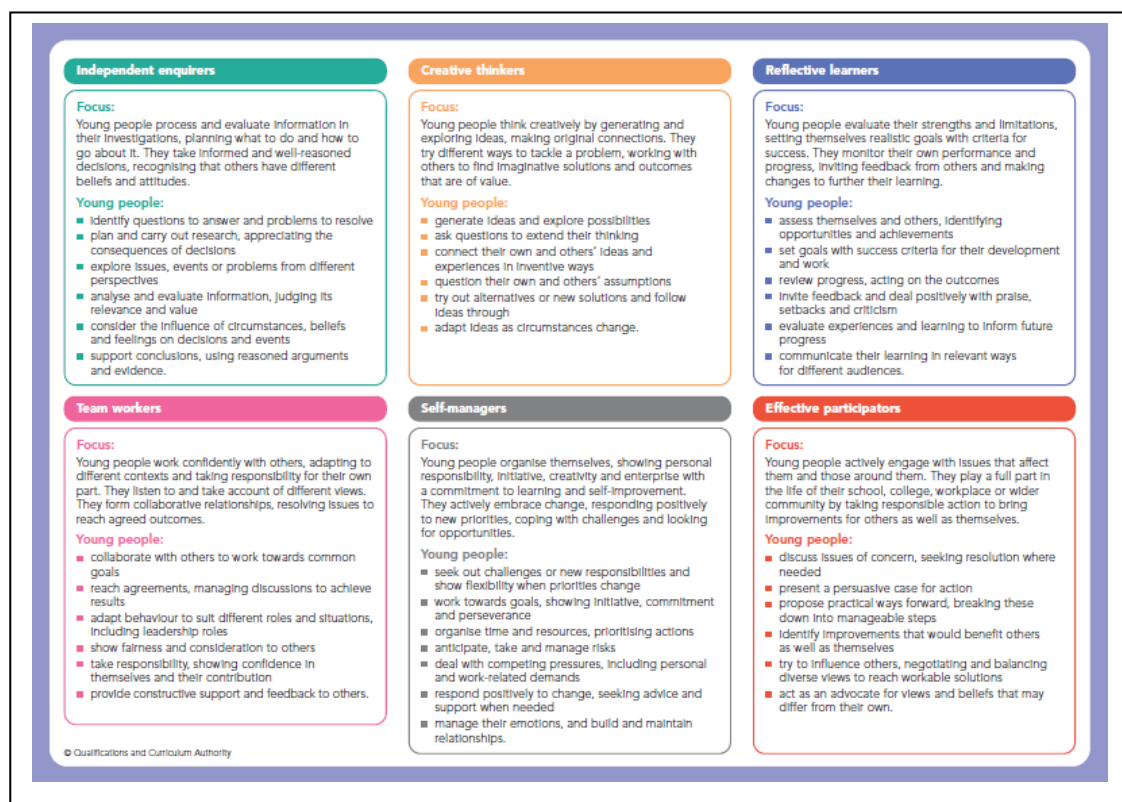 Independent enquirers
Focus:
Young people process and evaluate information in
their investigations, planning what to do and how to
go about it. They take informed and well-reasoned
decisions, recognising that others have different
beliefs and attitudes.
Young people:
identify questions to answer and problems to resolve
plan and carry out research, appreciating the
consequences of decisions
explore issues, events or problems from different
perspectives
analyse and evaluate information, judging its
relevance and value
consider the influence of circumstances, beliefs
and feelings on decisions and events
support conclusions, using reasoned arguments
and evidence.
Creative thinkers
Focus:
Young people think creatively by generating and
exploring ideas, making original connections. They
try different ways to tackle a problem, working with
others to find imaginative solutions and outcomes
that are of value.
Young people:
generate ideas and explore possibilities
ask questions to extend their thinking
connect their own and others' ideas and
experiences in inventive ways
question their own and others' assumptions
try out alternatives or new solutions and follow
ideas through
adapt ideas as circumstances change.
Reflective learners
Focus:
Young people evaluate their strengths and limitations,
setting themselves realistic goals with criteria for
success. They monitor their own performance and
progress, inviting feedback from others and making
changes to further their learning.
Young people:
assess themselves and others, identifying
opportunities and achievements
set goals with success criteria for their development
and work
review progress, acting on the outcomes
invite feedback and deal positively with praise,
setbacks and criticism
evaluate experiences and learning to inform future
progress
communicate their learning in relevant ways
for different audiences.
Team workers
Focus:
Young people work confidently with others, adapting to
different contexts and taking responsibility for their own
part. They listen to and take account of different views.
They form collaborative relationships, resolving issues to
reach agreed outcomes.
Young people:
collaborate with others to work towards common
goals
reach agreements, managing discussions to achieve
results
adapt behaviour to suit different roles and situations,
including leadership roles
show fairness and consideration to others
take responsibility, showing confidence in
themselves and their contribution
provide constructive support and feedback to others.
Self-managers
Focus:
Young people organise themselves, showing personal
responsibility, initiative, creativity and enterprise with
a commitment to learning and self-improvement.
They actively embrace change, responding positively
to new priorities, coping with challenges and looking
for opportunities.
Young people:
seek out challenges or new responsibilities and
show flexibility when priorities change
work towards goals, showing initiative, commitment
and perseverance
organise time and resources, prioritising actions
anticipate, take and manage risks
deal with competing pressures, including personal
and work-related demands
respond positively to change, seeking advice and
support when needed
manage their emotions, and build and maintain
relationships.
Effective participators
Focus:
Young people actively engage with issues that affect
them and those around them. They play a full part in
the life of their school, college, workplace or wider
community by taking responsible action to bring
improvements for others as well as themselves.
Young people:
discuss issues of concern, seeking resolution where
needed
present a persuasive case for action
propose practical ways forward, breaking these
down into manageable steps
identify improvements that would benefit others
as well as themselves
try to influence others, negotiating and balancing
diverse views to reach workable solutions
act as an advocate for views and beliefs that may
differ from their own.
© Qualifications and Curriculum Authority